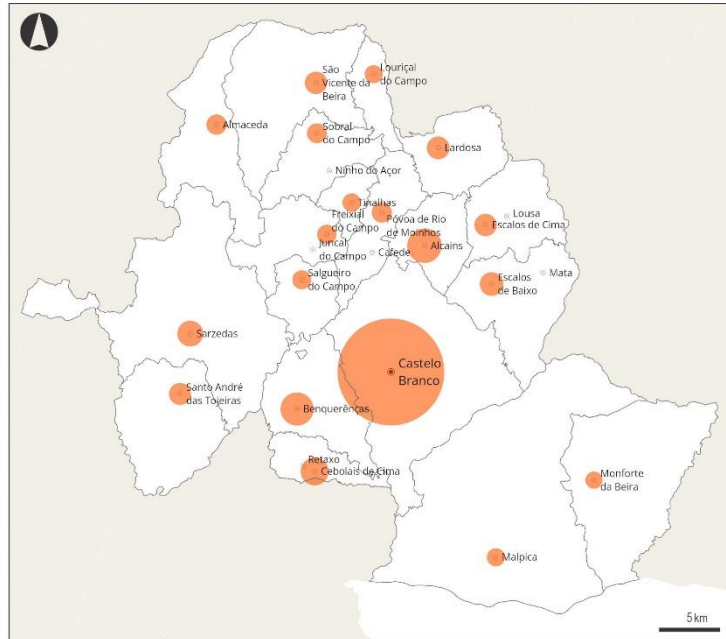 São
Vicente da
Beira
Louriçal
do Campo
Almaceda
Sobral
do Campo
Lardosa
Ninho do Açor
Tinalhas
Freixial
do Campo
Póvoa de Rio
de Moinhos
Lousa
Escalos de Cima
Juncal
do Campo
Cafede
Alcains
Salgueiro
do Campo
Escalos
de Baixo
Mata
Sarzedas
Castelo
Branco
Santo André
das Tojeiras
Benquerênças
Retaxo
Cebolais de Cima
Monforte
da Beira
Malpica
5 km